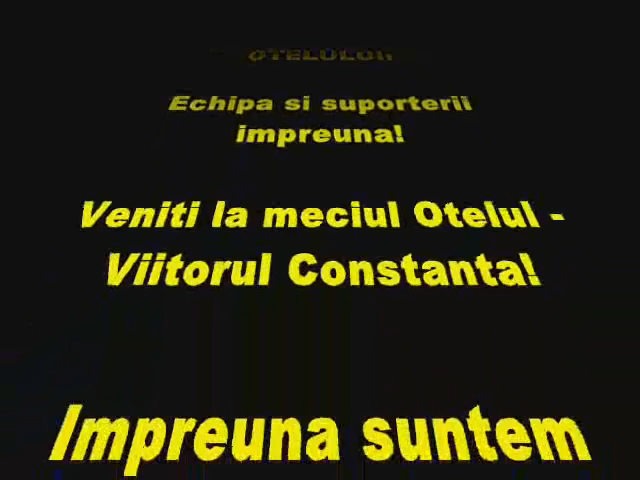 OTELULUI!
Echipa si suporterii
impreuna!
Veniti la meciul Otelul -
Viitorul Constanta!
Impreuna suntem